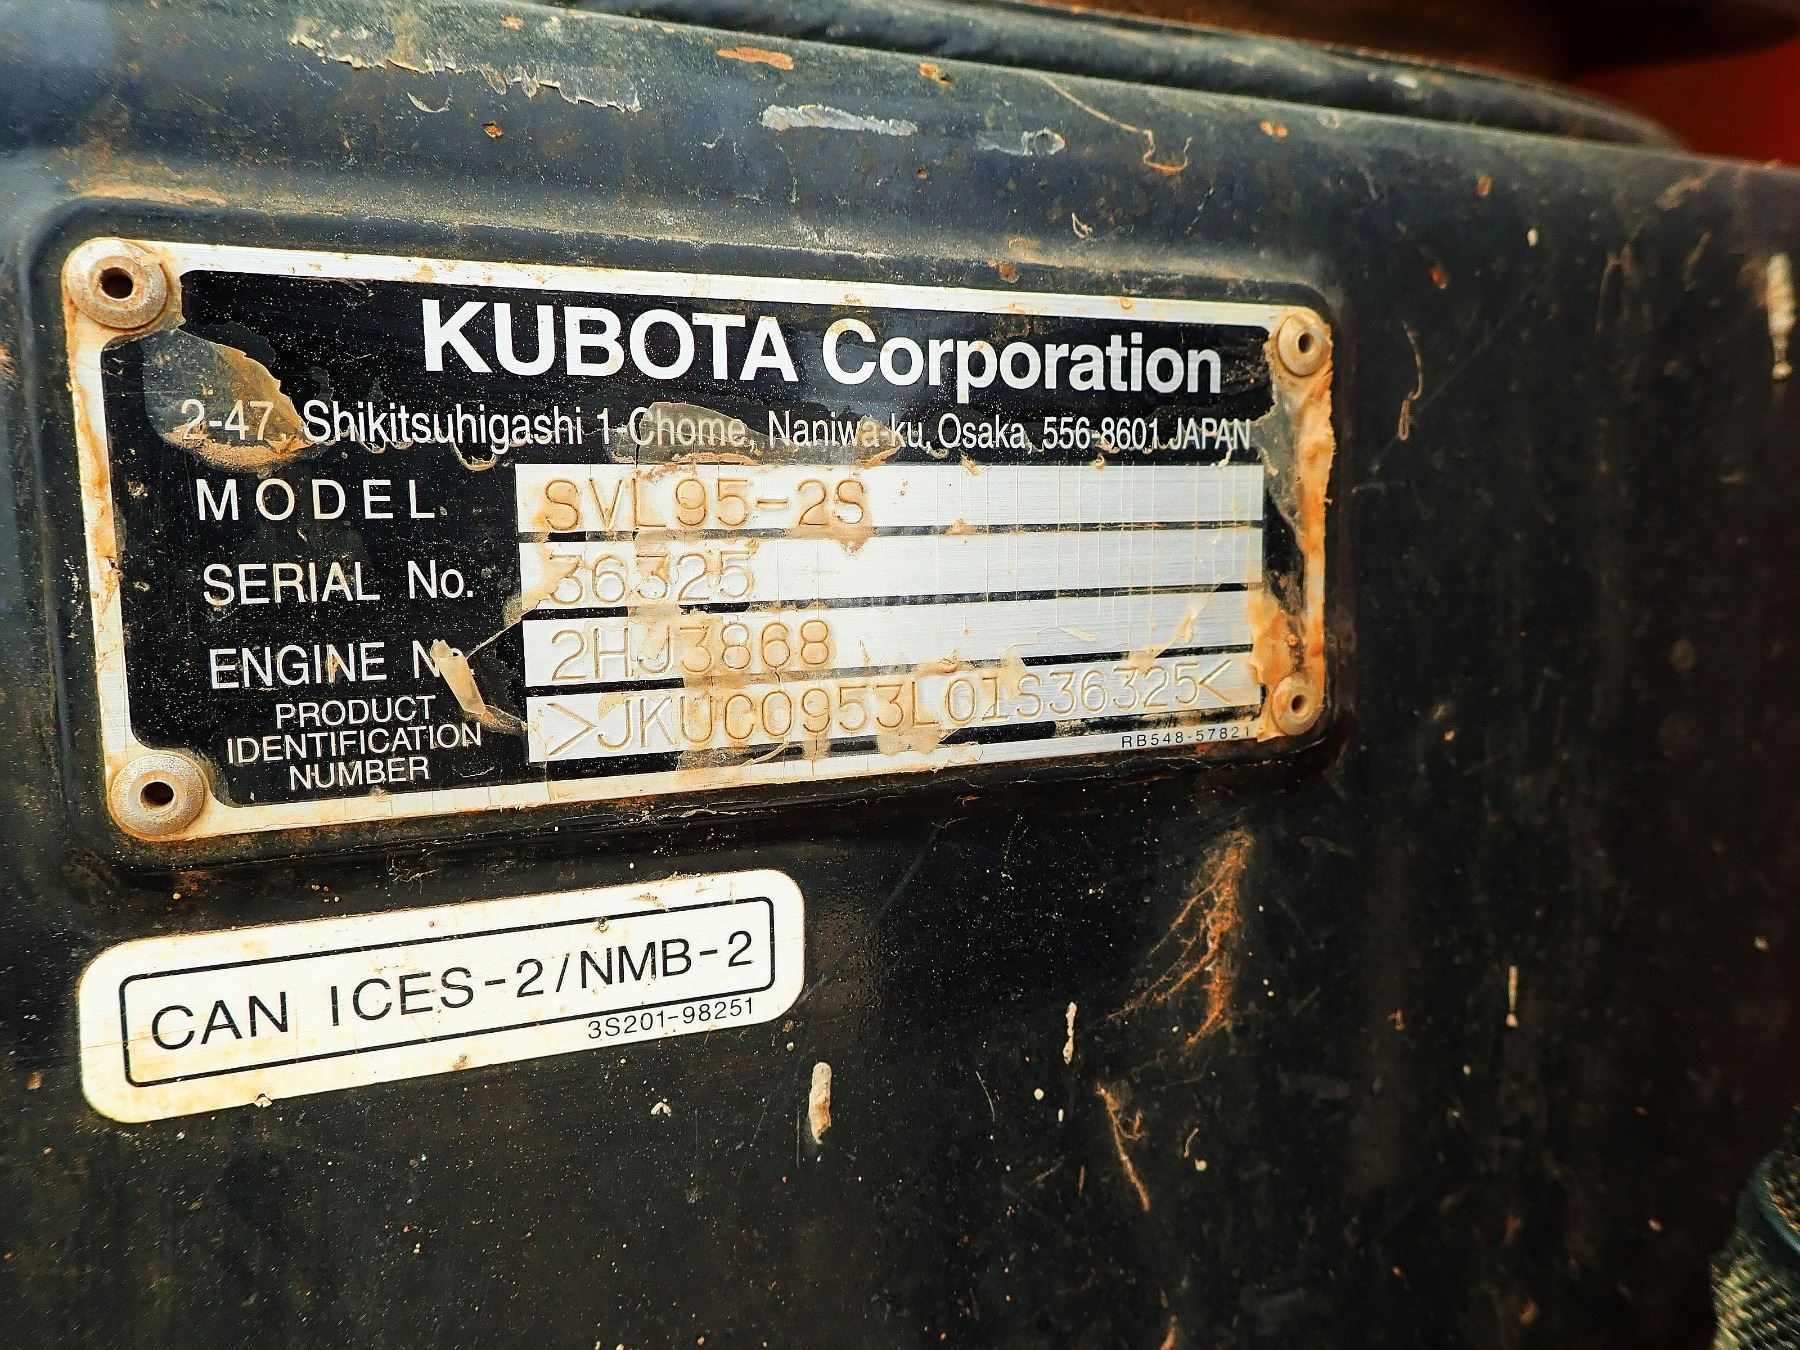 KUBOTA Corporation
2-47, Shikitsuhigashi 1-Chome, Naniwa-ku, Osaka, 556-8601 JAPAN
MODEL SVL95-2S
SERIAL No. 36325
ENGINE No. 2HJ3868
PRODUCT
IDENTIFICATION
NUMBER >JKUC0953L01S36325<
RB548-57821
CAN ICES-2/NMB-2
3S201-98251